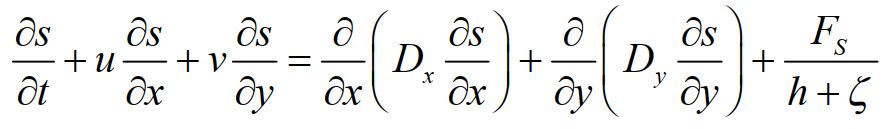 ∂s/∂t + u ∂s/∂x + v ∂s/∂y = ∂/∂x (D_x ∂s/∂x) + ∂/∂y (D_y ∂s/∂y) + F_S/(h + ζ)